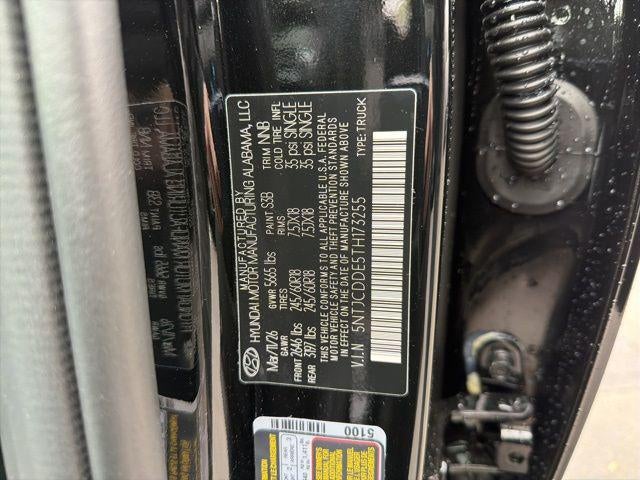 MANUFACTURED BY
HYUNDAI MOTOR MANUFACTURING ALABAMA, LLC
Mar/11/26 GVWR 5665 lbs PAINT S3B TRIM NNB
GAWR TIRES RIMS COLD TIRE INFL
FRONT 2646 lbs 245/60R18 7.5JX18 35 psi SINGLE
REAR 3197 lbs 245/60R18 7.5JX18 35 psi SINGLE
THIS VEHICLE CONFORMS TO ALL APPLICABLE U.S.A. FEDERAL
MOTOR VEHICLE SAFETY AND THEFT PREVENTION STANDARDS
IN EFFECT ON THE DATE OF MANUFACTURE SHOWN ABOVE
V.I.N 5NTJCDDE5TH173255 TYPE:TRUCK
5100